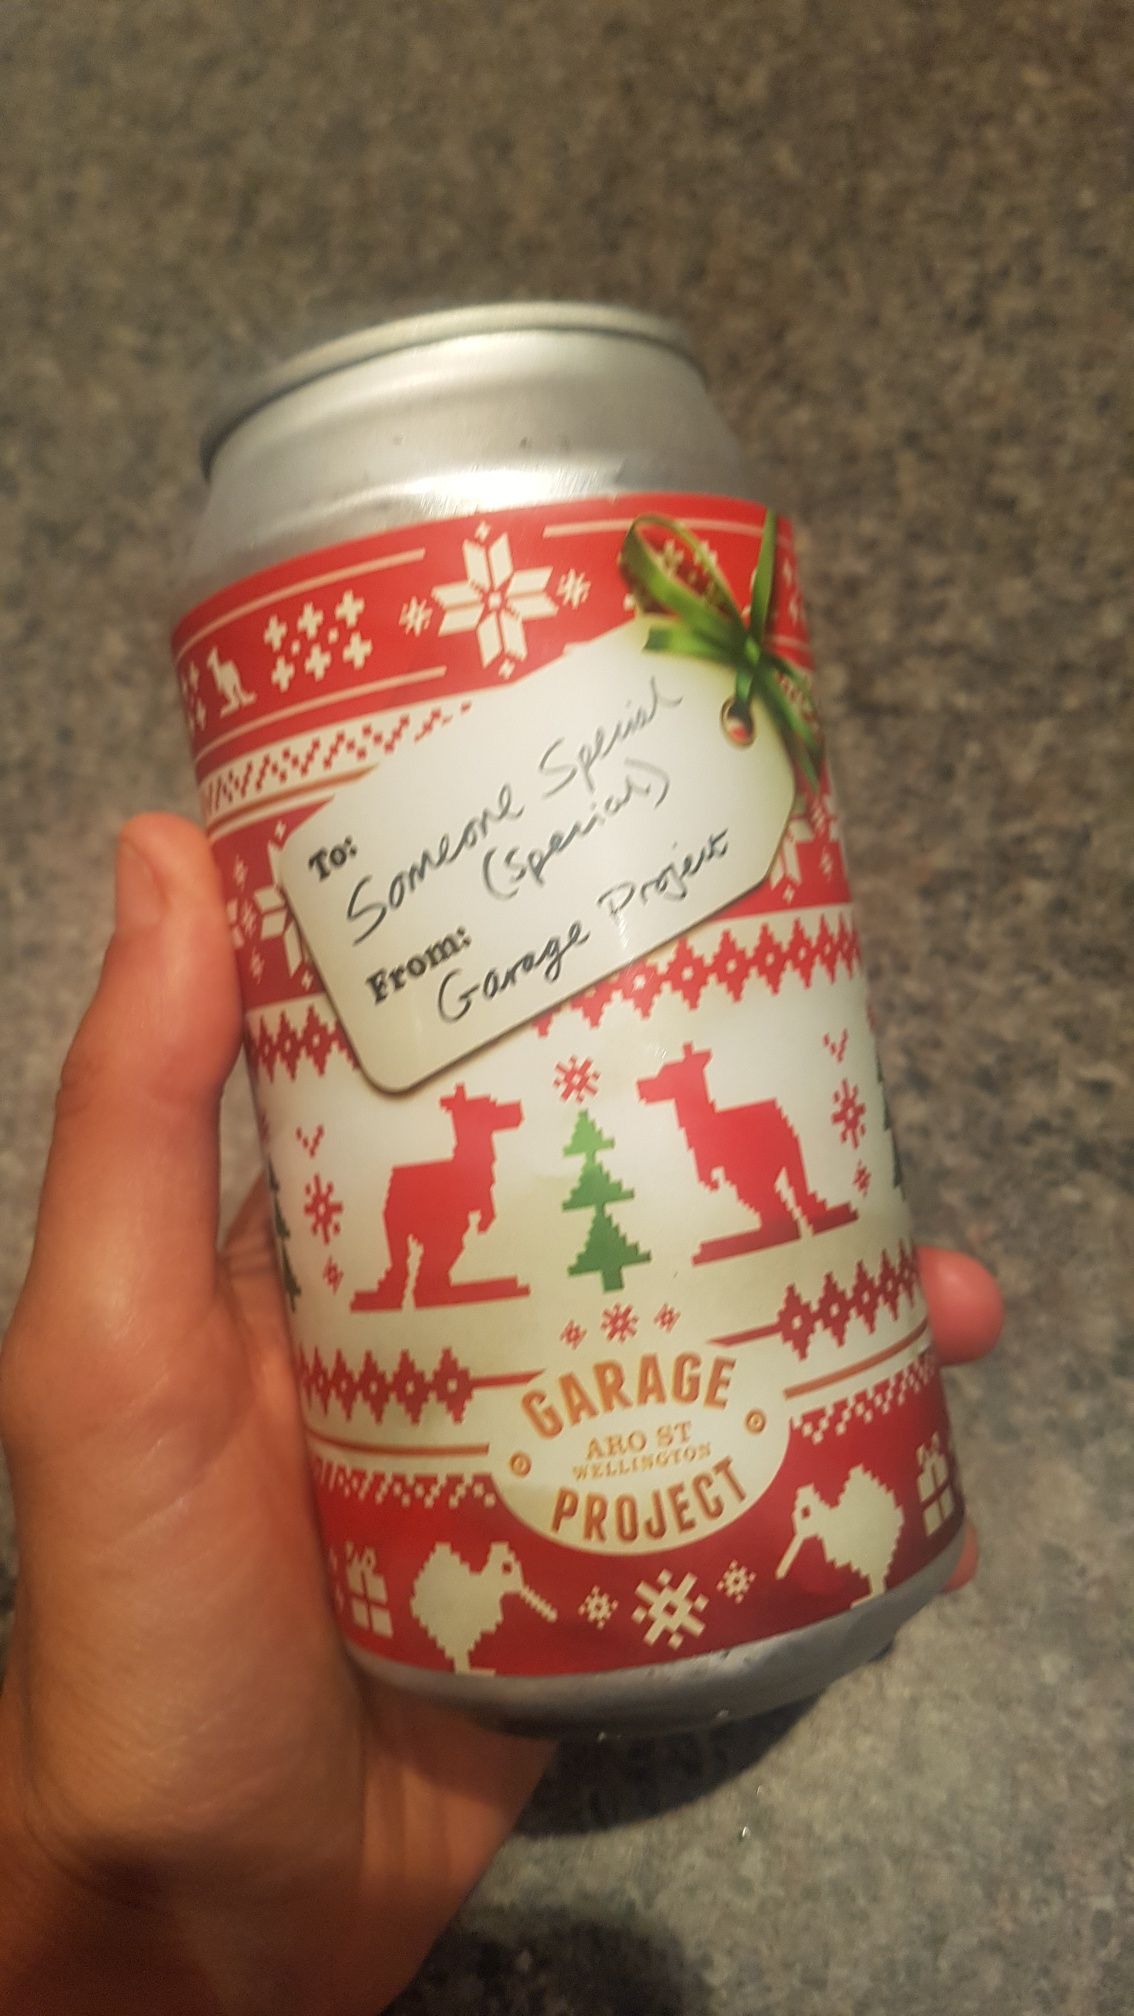 To:
Someone Special
(Special)
From:
Garage Project
GARAGE
ARO ST
WELLINGTON
PROJECT